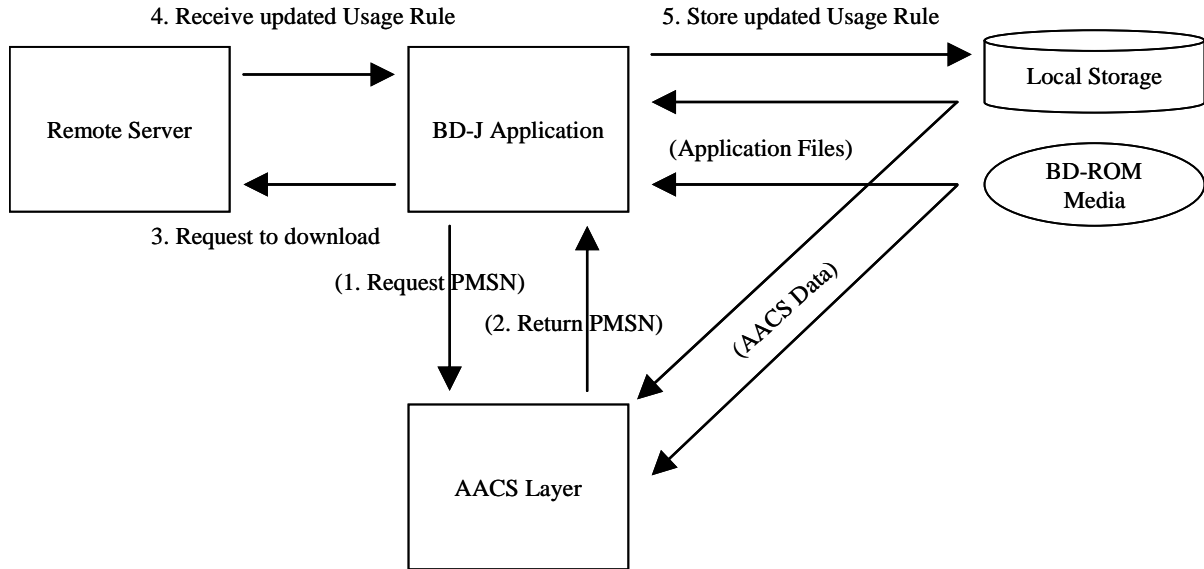 4. Receive updated Usage Rule
5. Store updated Usage Rule
Remote Server
BD-J Application
Local Storage
(Application Files)
BD-ROM
Media
3. Request to download
(1. Request PMSN)
(2. Return PMSN)
(AACS Data)
AACS Layer